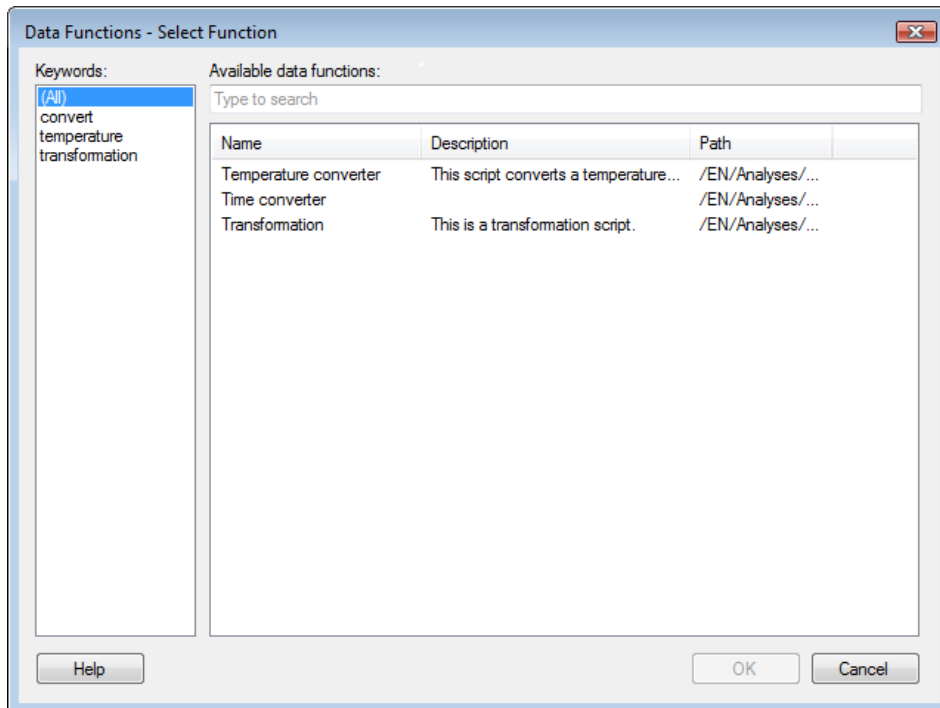 Data Functions - Select Function
Keywords:
(All)
convert
temperature
transformation
Available data functions:
Type to search
Name Description Path
Temperature converter This script converts a temperature... /EN/Analyses/...
Time converter /EN/Analyses/...
Transformation This is a transformation script. /EN/Analyses/...
Help OK Cancel